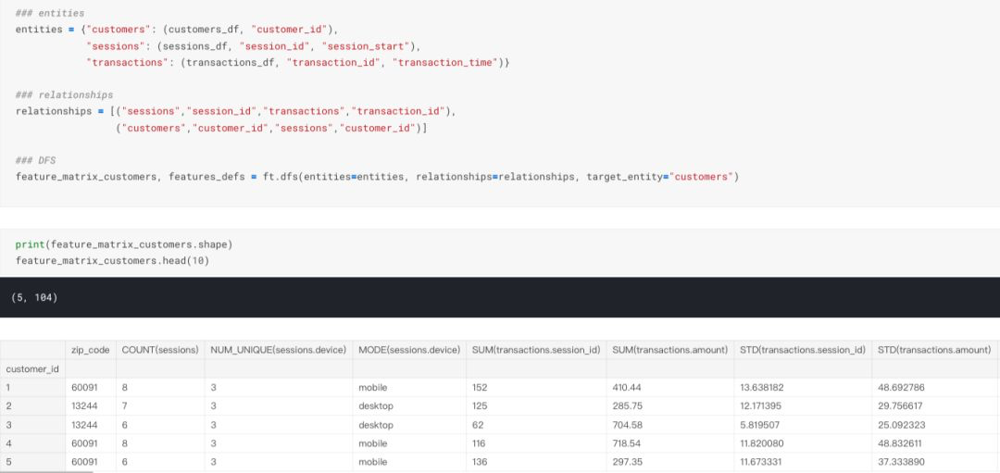 ### entities
entities = {"customers": (customers_df, "customer_id"),
"sessions": (sessions_df, "session_id", "session_start"),
"transactions": (transactions_df, "transaction_id", "transaction_time")}
### relationships
relationships = [("sessions","session_id","transactions","transaction_id"),
("customers","customer_id","sessions","customer_id")]
### DFS
feature_matrix_customers, features_defs = ft.dfs(entities=entities, relationships=relationships, target_entity="customers")
print(feature_matrix_customers.shape)
feature_matrix_customers.head(10)
(5, 104)
zip_code COUNT(sessions) NUM_UNIQUE(sessions.device) MODE(sessions.device) SUM(transactions.session_id) SUM(transactions.amount) STD(transactions.session_id) STD(transactions.amount)
customer_id
1 60091 8 3 mobile 152 410.44 13.638182 48.692786
2 13244 7 3 desktop 125 285.75 12.171395 29.756617
3 13244 6 3 desktop 62 704.58 5.819507 25.092323
4 60091 8 3 mobile 116 718.54 11.820080 48.832611
5 60091 6 3 mobile 136 297.35 11.673331 37.333890